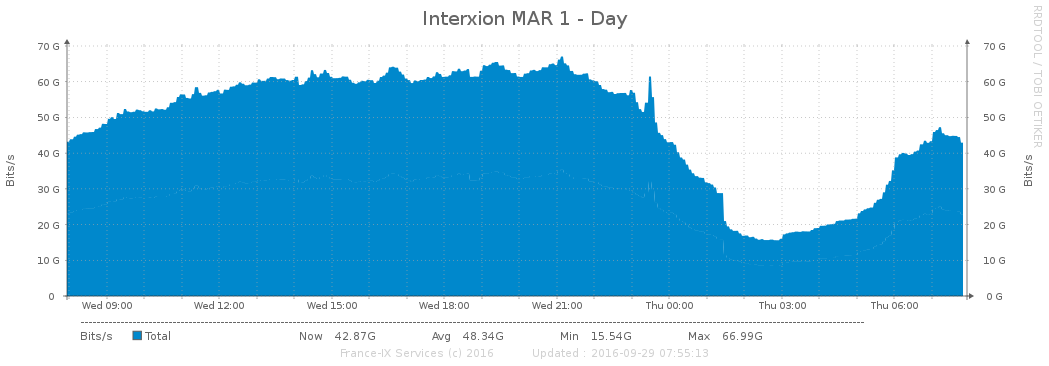 Interxion MAR 1 - Day
RRDTOOL / TOBI OETIKER
Bits/s
Bits/s
70 G 70 G
60 G 60 G
50 G 50 G
40 G 40 G
30 G 30 G
20 G 20 G
10 G 10 G
0 0 G
Wed 09:00 Wed 12:00 Wed 15:00 Wed 18:00 Wed 21:00 Thu 00:00 Thu 03:00 Thu 06:00
Bits/s Total Now 42.87G Avg 48.34G Min 15.54G Max 66.99G
France-IX Services (c) 2016 Updated : 2016-09-29 07:55:13